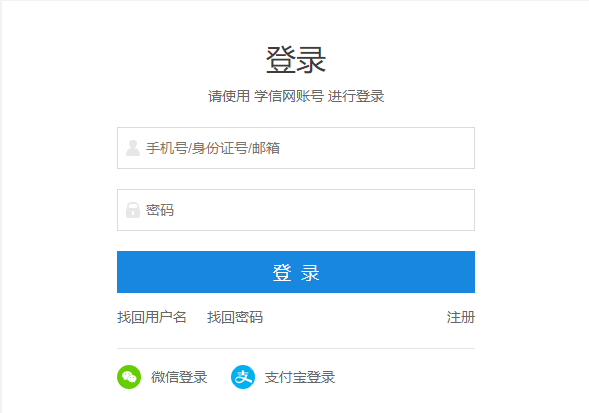 登录
请使用 学信网账号 进行登录
手机号/身份证号/邮箱
密码
登 录
找回用户名 找回密码 注册
微信登录 支付宝登录